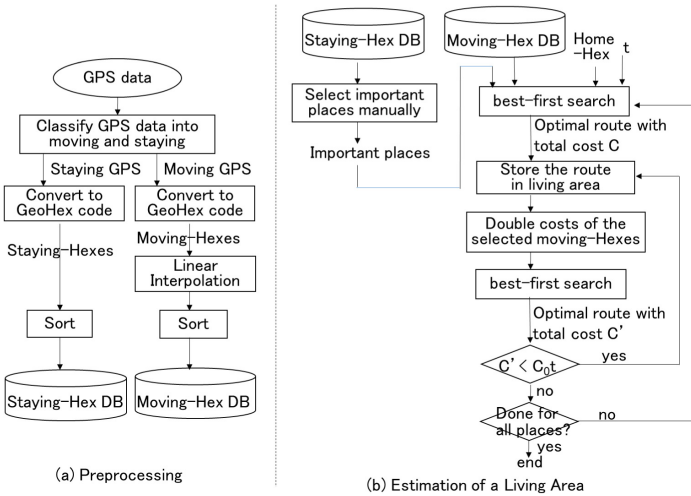 GPS data
Classify GPS data into
moving and staying
Staying GPS
Moving GPS
Convert to
GeoHex code
Convert to
GeoHex code
Staying-Hexes
Moving-Hexes
Linear
Interpolation
Sort
Sort
Staying-Hex DB
Moving-Hex DB
(a) Preprocessing
Staying-Hex DB
Moving-Hex DB
Home
-Hex
t
Select important
places manually
Important places
best-first search
Optimal route with
total cost C
Store the route
in living area
Double costs of the
selected moving-Hexes
best-first search
Optimal route with
total cost C'
C' < C₀t
yes
no
Done for
all places?
no
yes
end
(b) Estimation of a Living Area